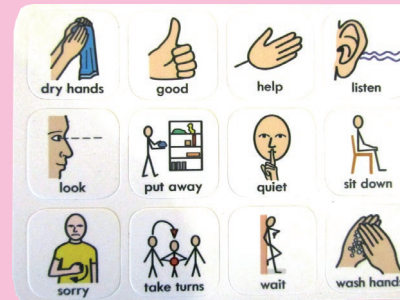 dry hands
good
help
listen
look
put away
quiet
sit down
sorry
take turns
wait
wash hands